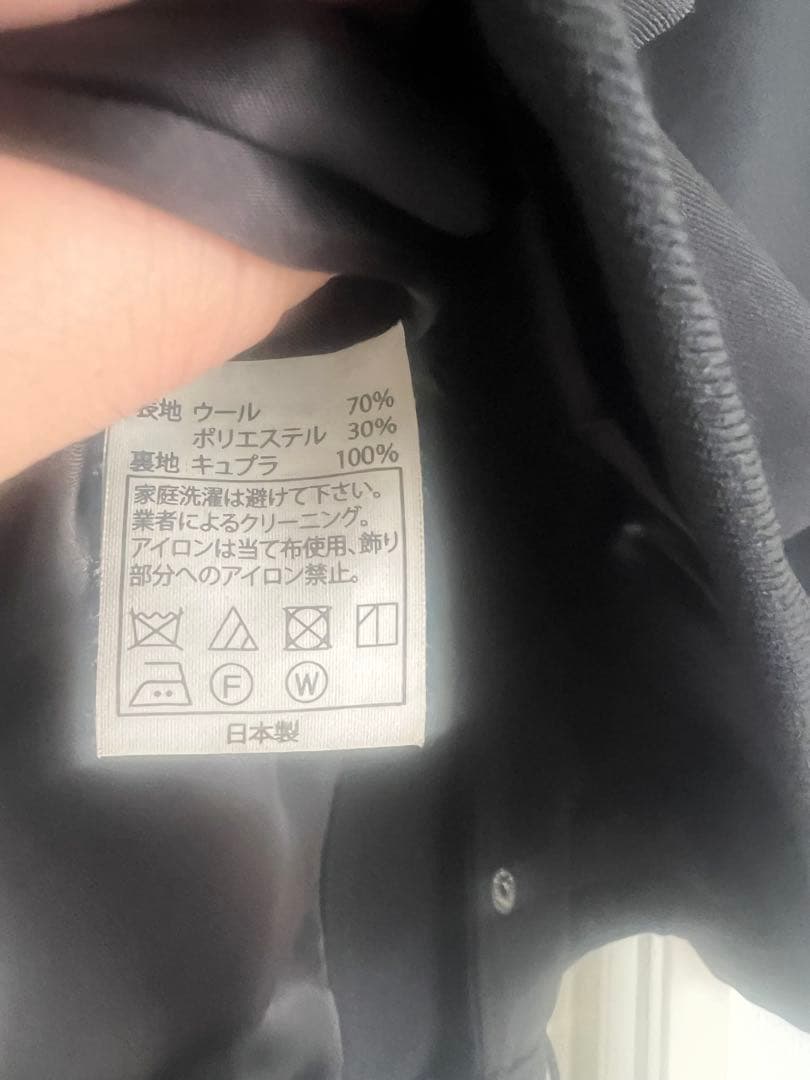 表地 ウール 70%
ポリエステル 30%
裏地 キュプラ 100%
家庭洗濯は避けて下さい。
業者によるクリーニング。
アイロンは当て布使用、飾り
部分へのアイロン禁止。
F W
日本製